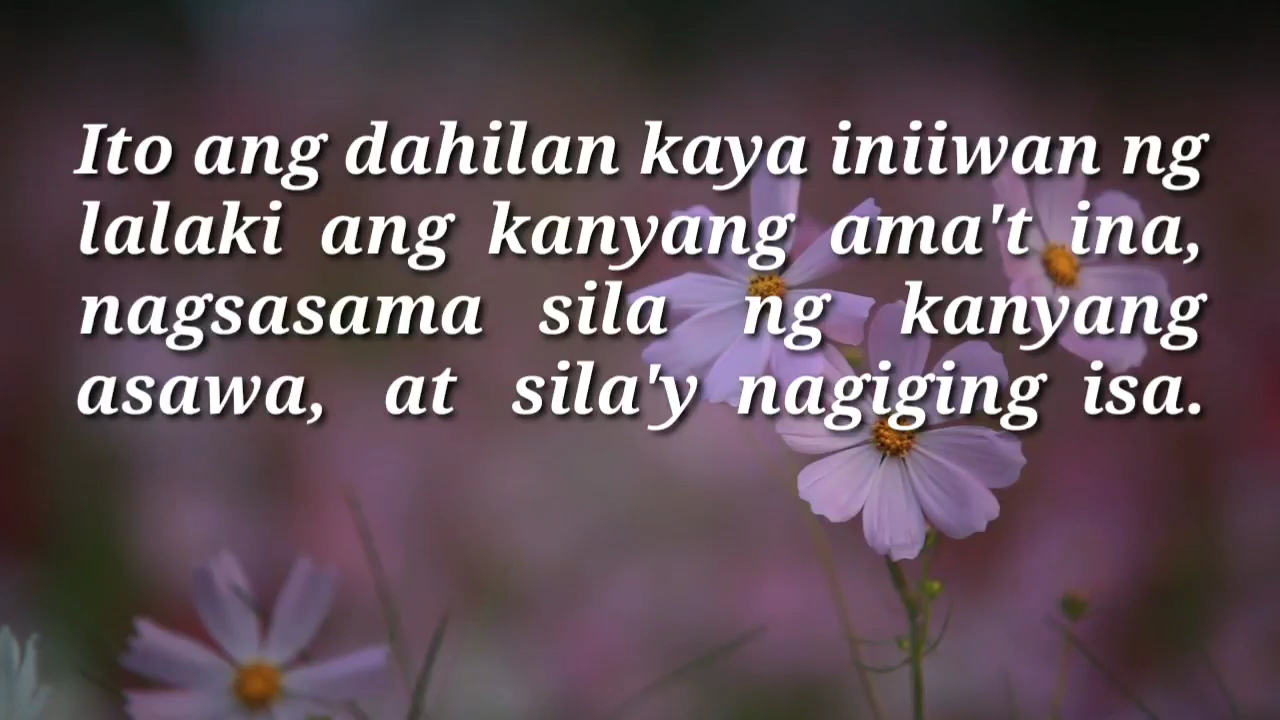 Ito ang dahilan kaya iniiwan ng
lalaki ang kanyang ama't ina,
nagsasama sila ng kanyang
asawa, at sila'y nagiging isa.